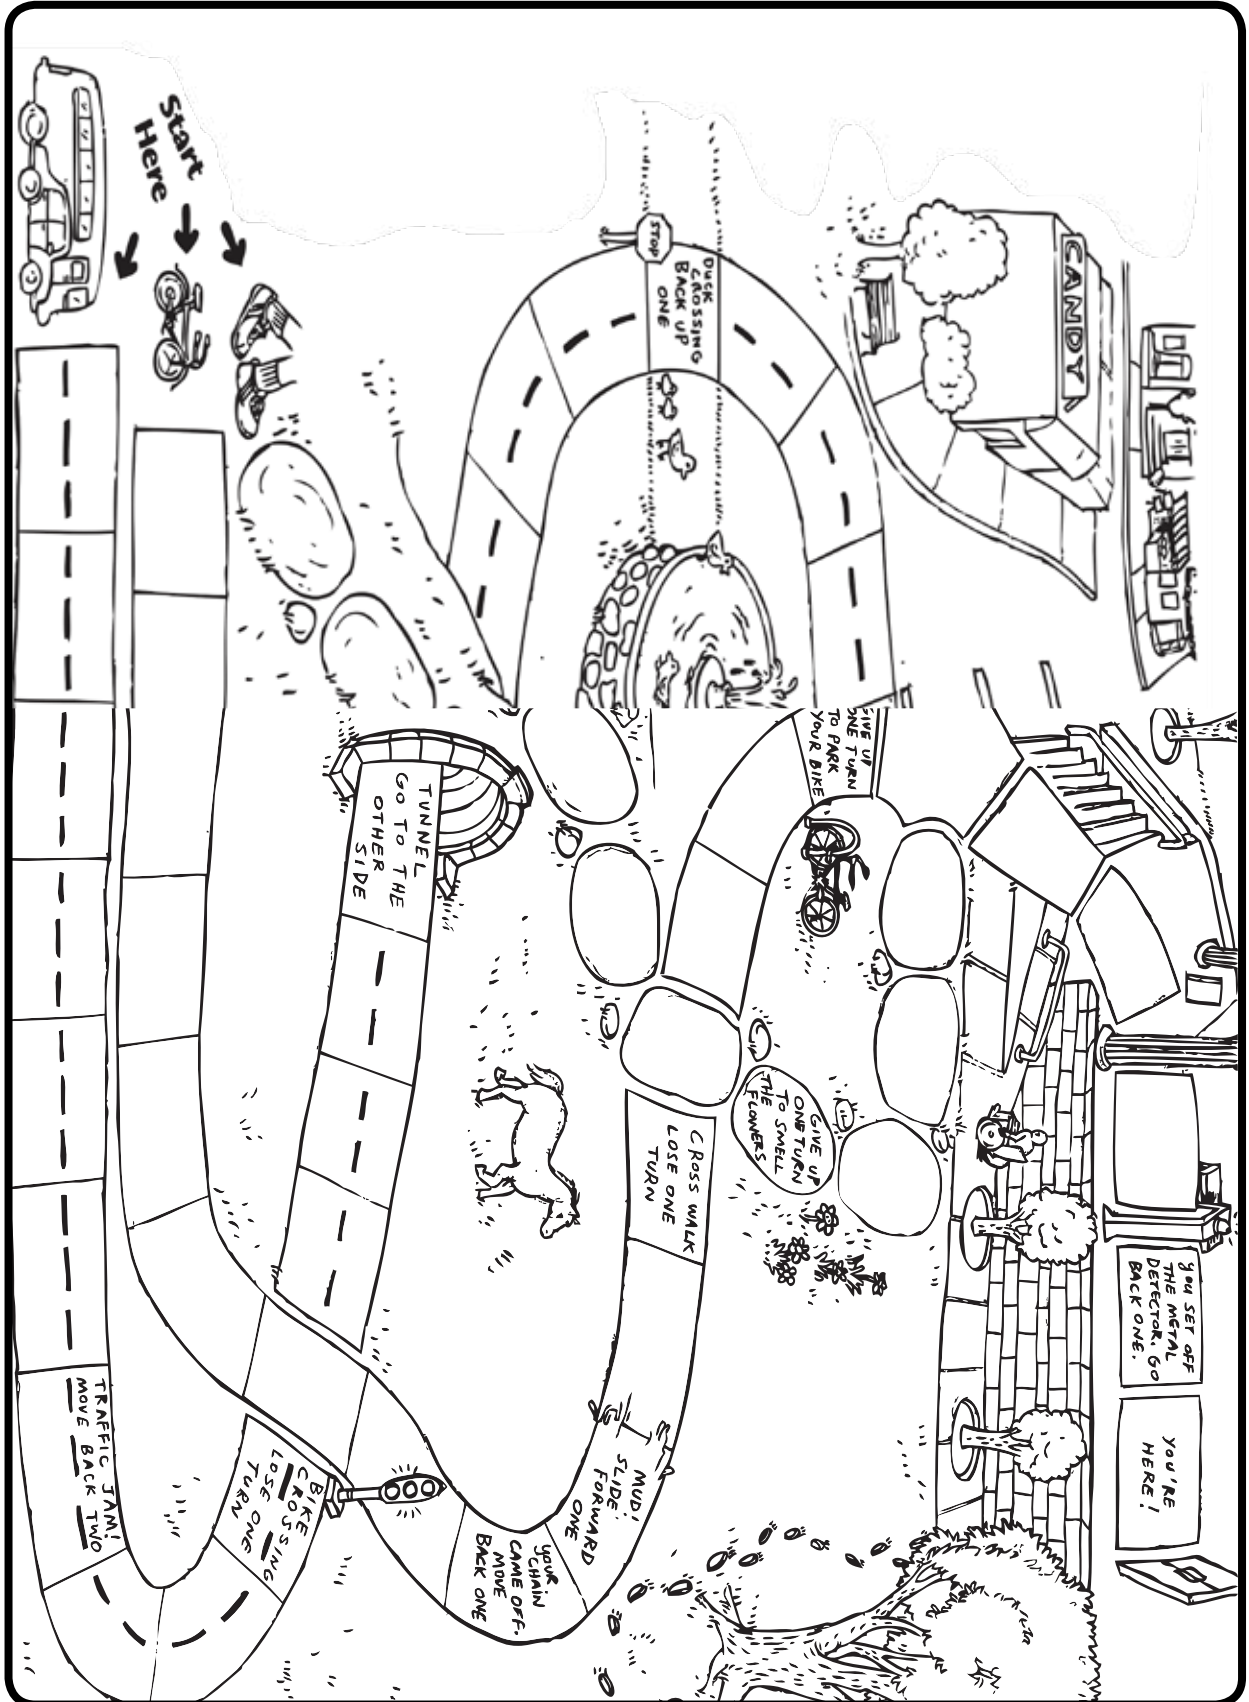 Start
Here
STOP
DUCK
CROSSING
BACK UP
ONE
CANDY
GIVE UP
ONE TURN
TO PARK
YOUR BIKE
TUNNEL
GO TO THE
OTHER
SIDE
GIVE UP
ONE TURN
TO SMELL
THE
FLOWERS
CROSS WALK
LOSE ONE
TURN
YOU SET OFF
THE METAL
DETECTOR. GO
BACK ONE.
YOU'RE
HERE!
TRAFFIC JAM!
MOVE BACK TWO
BIKE
CROSSING
LOSE ONE
TURN
YOUR
CHAIN
CAME OFF.
MOVE
BACK ONE
MUD!
SLIDE
FORWARD
ONE